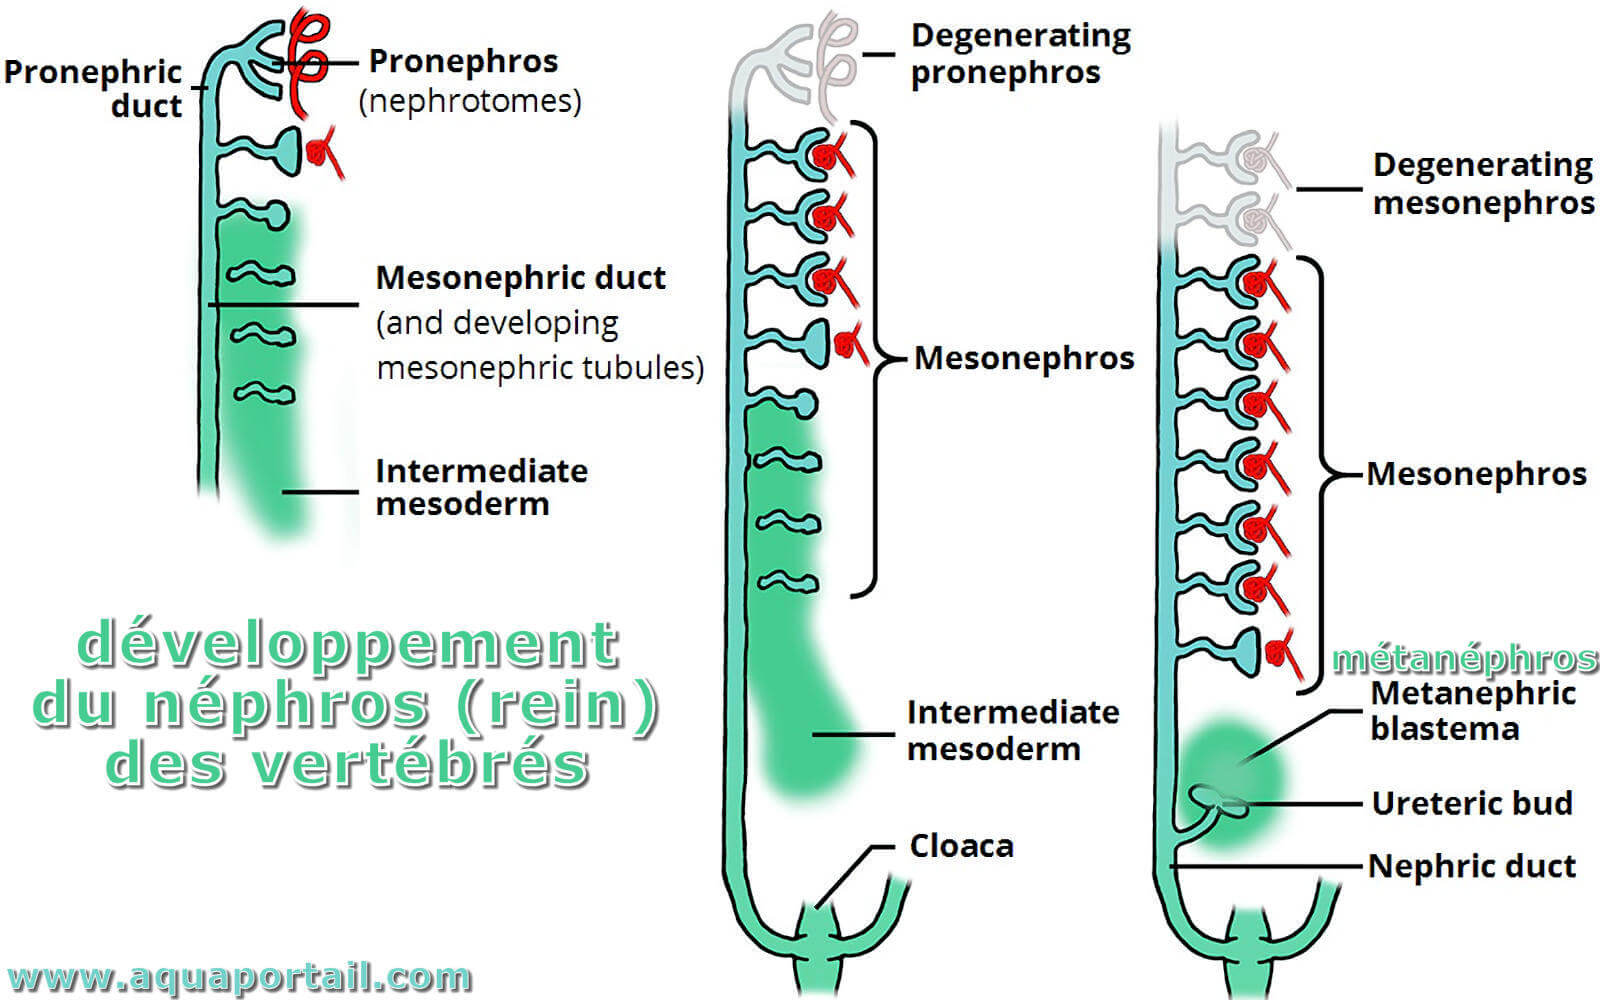 Pronephric
duct
Pronephros
(nephrotomes)
Mesonephric duct
(and developing
mesonephric tubules)
Intermediate
mesoderm
développement
du néphros (rein)
des vertébrés
www.aquaportail.com
Degenerating
pronephros
Mesonephros
Intermediate
mesoderm
Cloaca
Degenerating
mesonephros
Mesonephros
métanéphros
Metanephric
blastema
Ureteric bud
Nephric duct